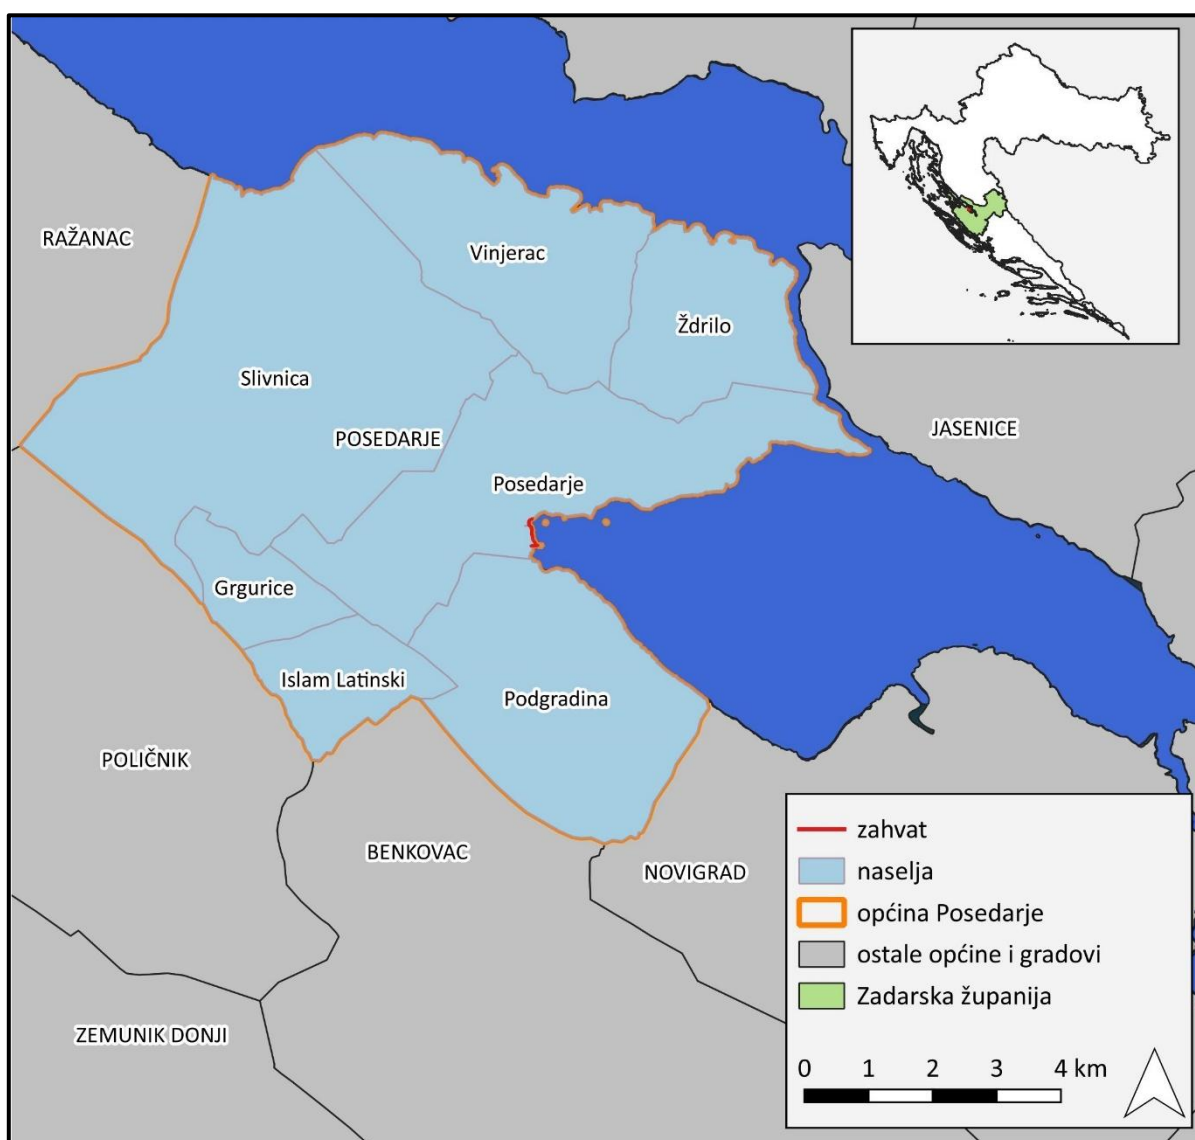 RAŽANAC
Vinjerac
Ždrilo
Slivnica
POSEDARJE
JASENICE
Posedarje
Grgurice
Islam Latinski
Podgradina
POLIČNIK
BENKOVAC
NOVIGRAD
ZEMUNIK DONJI
zahvat
naselja
općina Posedarje
ostale općine i gradovi
Zadarska županija
0 1 2 3 4 km